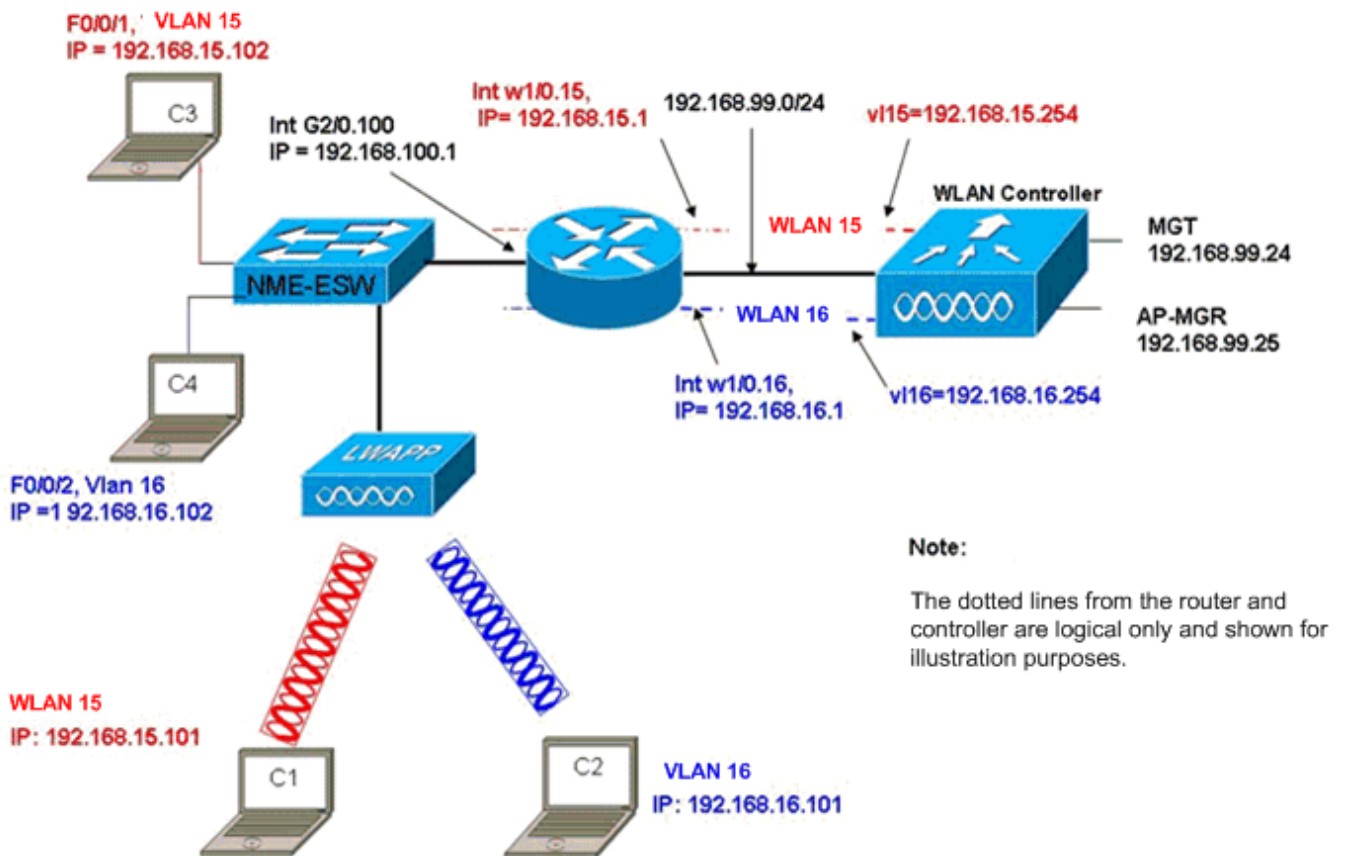 F0/0/1, VLAN 15
IP = 192.168.15.102
C3
Int G2/0.100
IP = 192.168.100.1
Int w1/0.15,
IP= 192.168.15.1
192.168.99.0/24
vl15=192.168.15.254
WLAN Controller
WLAN 15
MGT
192.168.99.24
NME-ESW
WLAN 16
AP-MGR
192.168.99.25
C4
Int w1/0.16,
IP= 192.168.16.1
vl16=192.168.16.254
LWAPP
F0/0/2, Vlan 16
IP =1 92.168.16.102
Note:
The dotted lines from the router and
controller are logical only and shown for
illustration purposes.
WLAN 15
IP: 192.168.15.101
C1
C2
VLAN 16
IP: 192.168.16.101